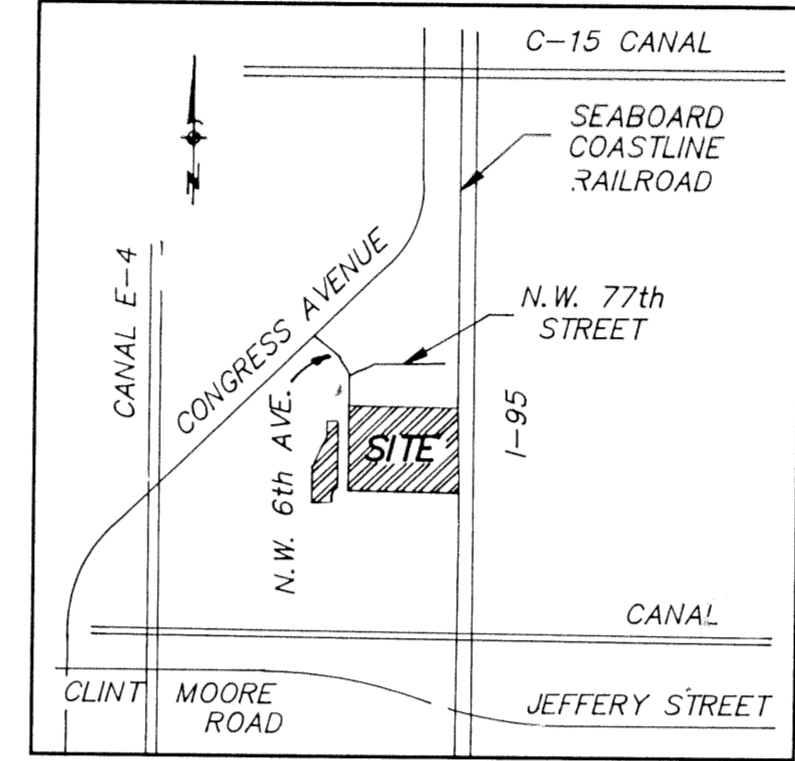 C-15 CANAL
SEABOARD
COASTLINE
RAILROAD
N
CANAL E-4
CONGRESS AVENUE
N.W. 77th
STREET
N.W. 6th AVE.
SITE
I-95
CANAL
CLINT MOORE
ROAD
JEFFERY STREET